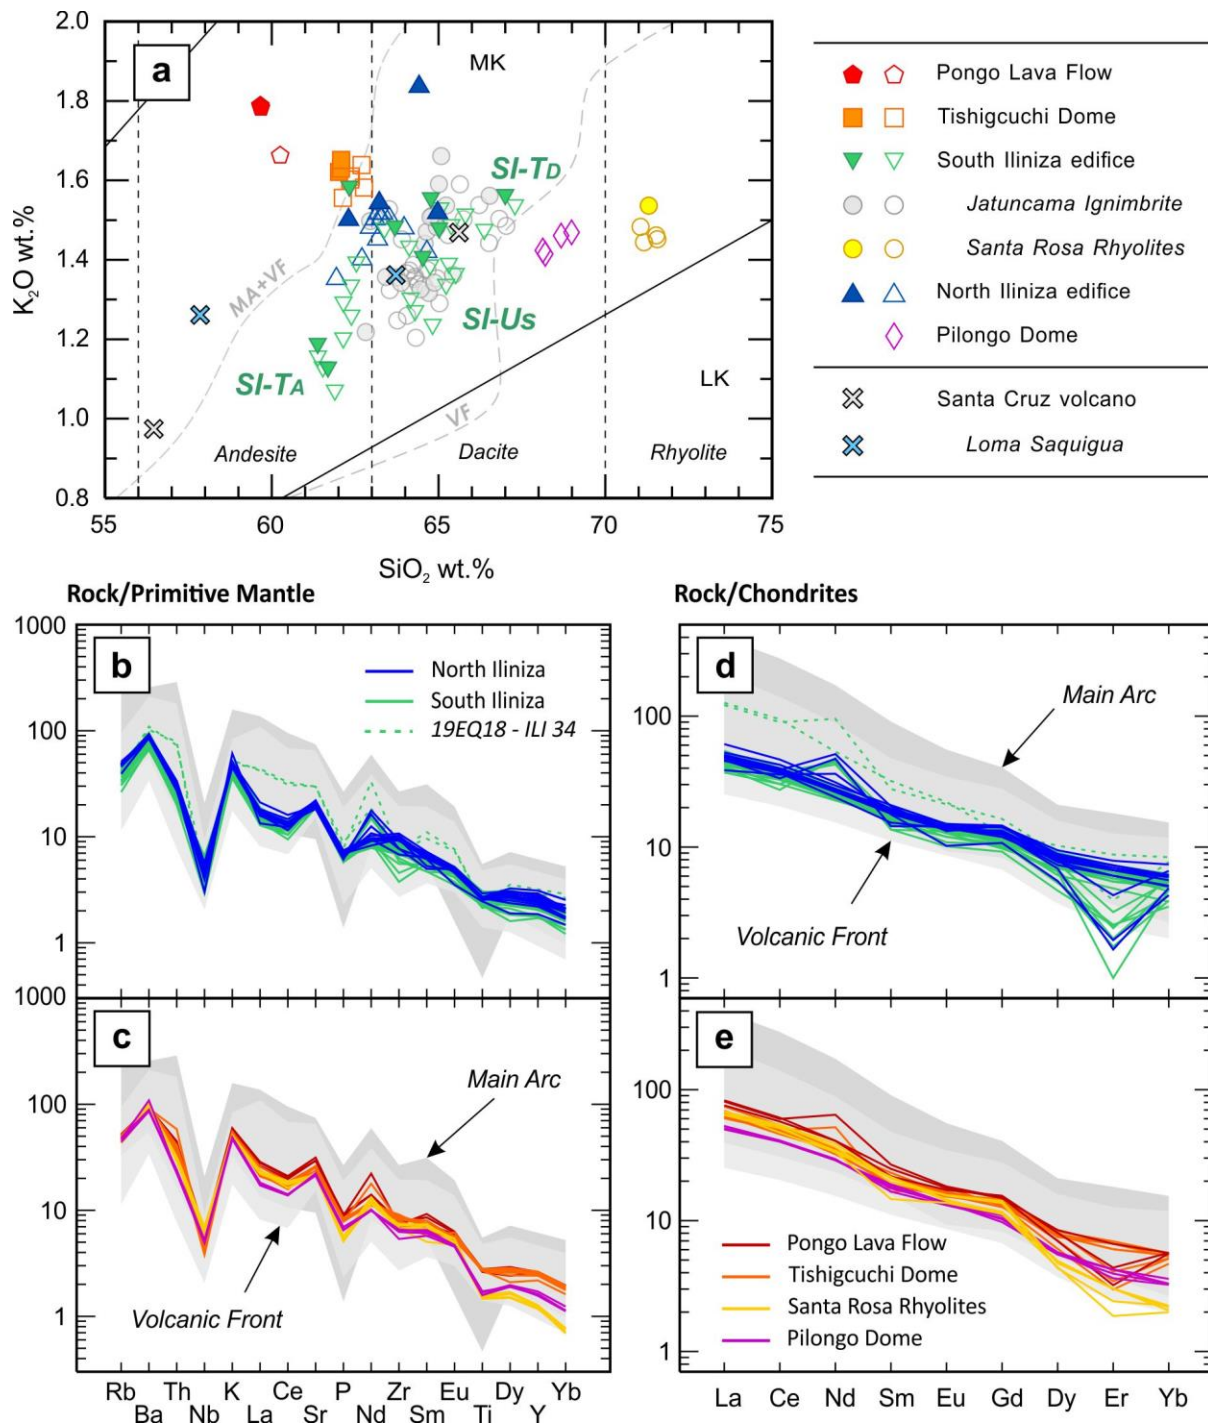 2.0
1.8
1.6
1.4
1.2
1.0
0.8
K2O wt.%
a
MK
SI-TD
MA+VF
SI-Us
SI-TA
VF
LK
Andesite
Dacite
Rhyolite
55
60
65
70
75
SiO2 wt.%
Pongo Lava Flow
Tishigcuchi Dome
South Iliniza edifice
Jatuncama Ignimbrite
Santa Rosa Rhyolites
North Iliniza edifice
Pilongo Dome
Santa Cruz volcano
Loma Saquigua
Rock/Primitive Mantle
1000
100
10
1
b
North Iliniza
South Iliniza
19EQ18 - ILI 34
1000
100
10
1
c
Main Arc
Volcanic Front
Rb
Ba
Th
Nb
K
La
Ce
Sr
P
Nd
Zr
Sm
Eu
Ti
Dy
Y
Yb
Rock/Chondrites
100
10
1
d
Main Arc
Volcanic Front
100
10
1
e
Pongo Lava Flow
Tishigcuchi Dome
Santa Rosa Rhyolites
Pilongo Dome
La
Ce
Nd
Sm
Eu
Gd
Dy
Er
Yb